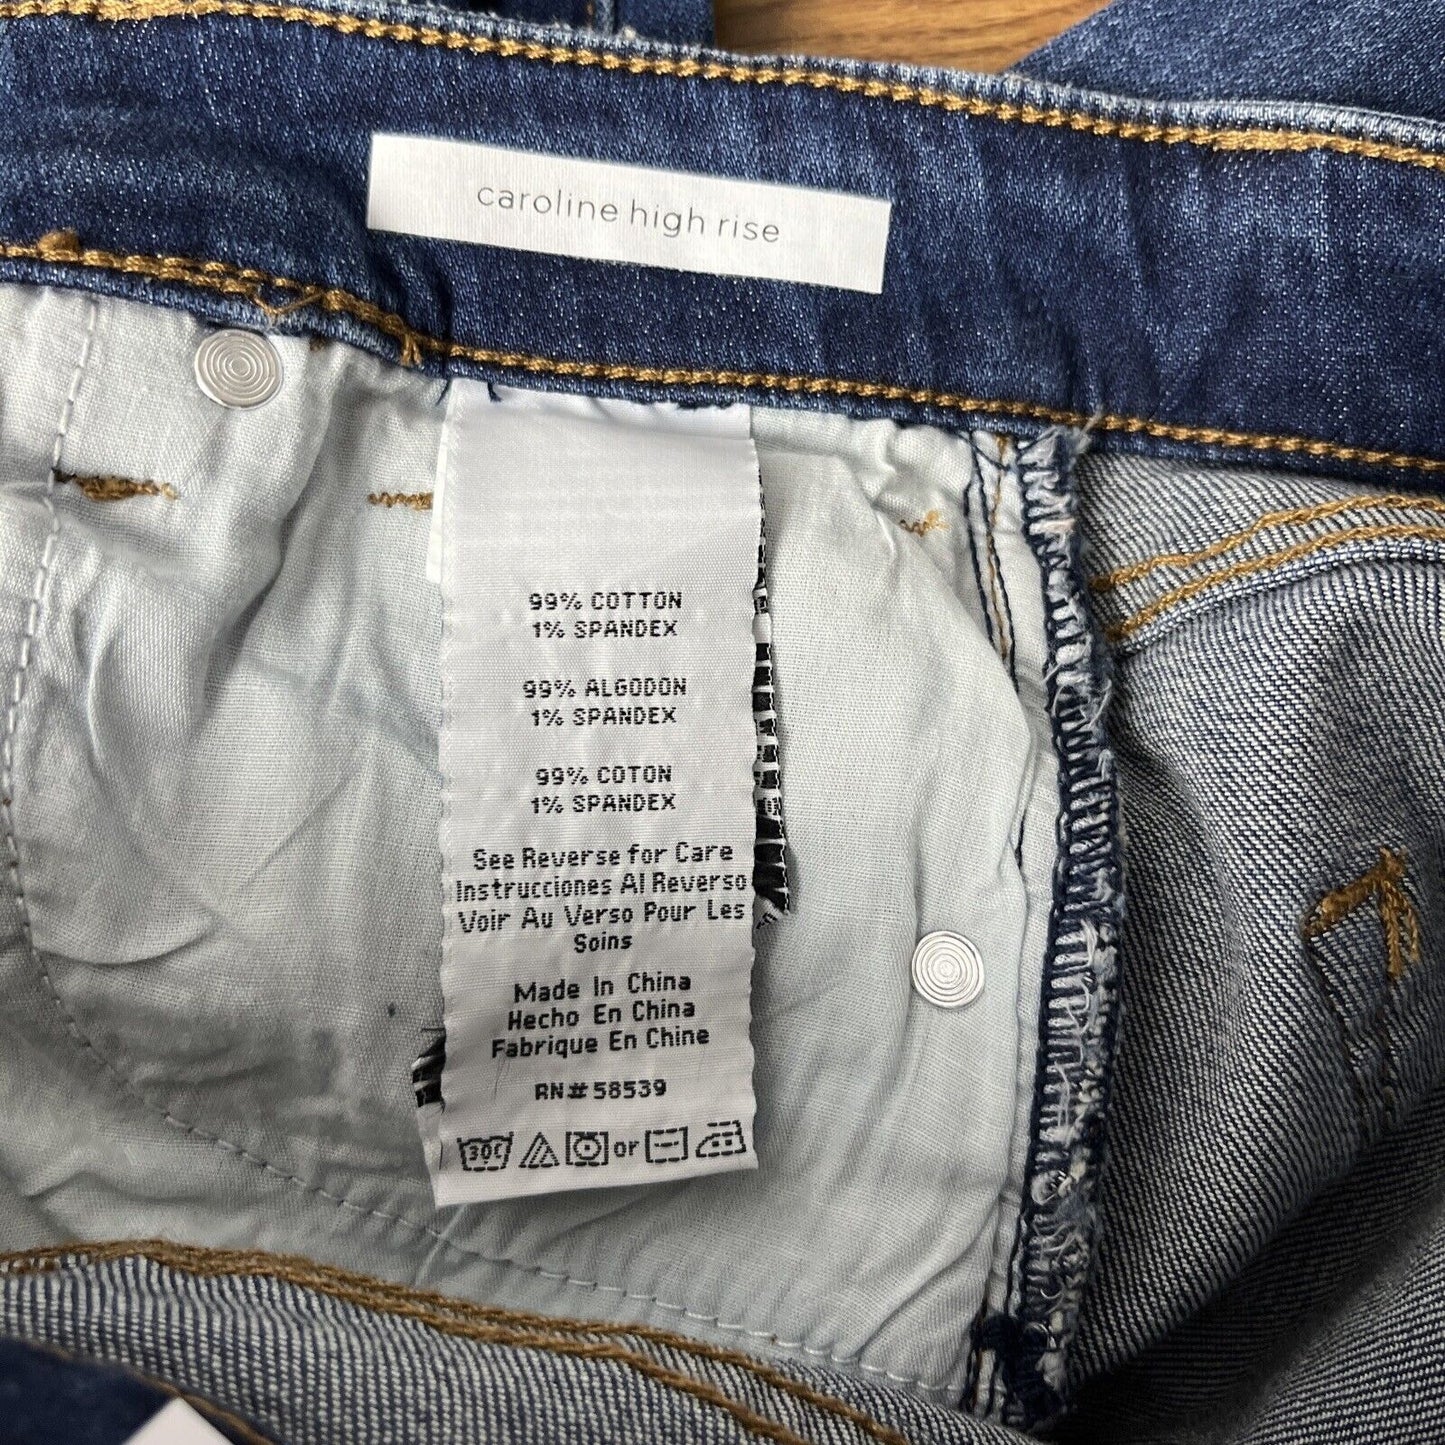 caroline high rise
99% COTTON
1% SPANDEX
99% ALGODON
1% SPANDEX
99% COTON
1% SPANDEX
See Reverse for Care
Instrucciones Al Reverso
Voir Au Verso Pour Les
Soins
Made In China
Hecho En China
Fabrique En Chine
RN#58539
30C or